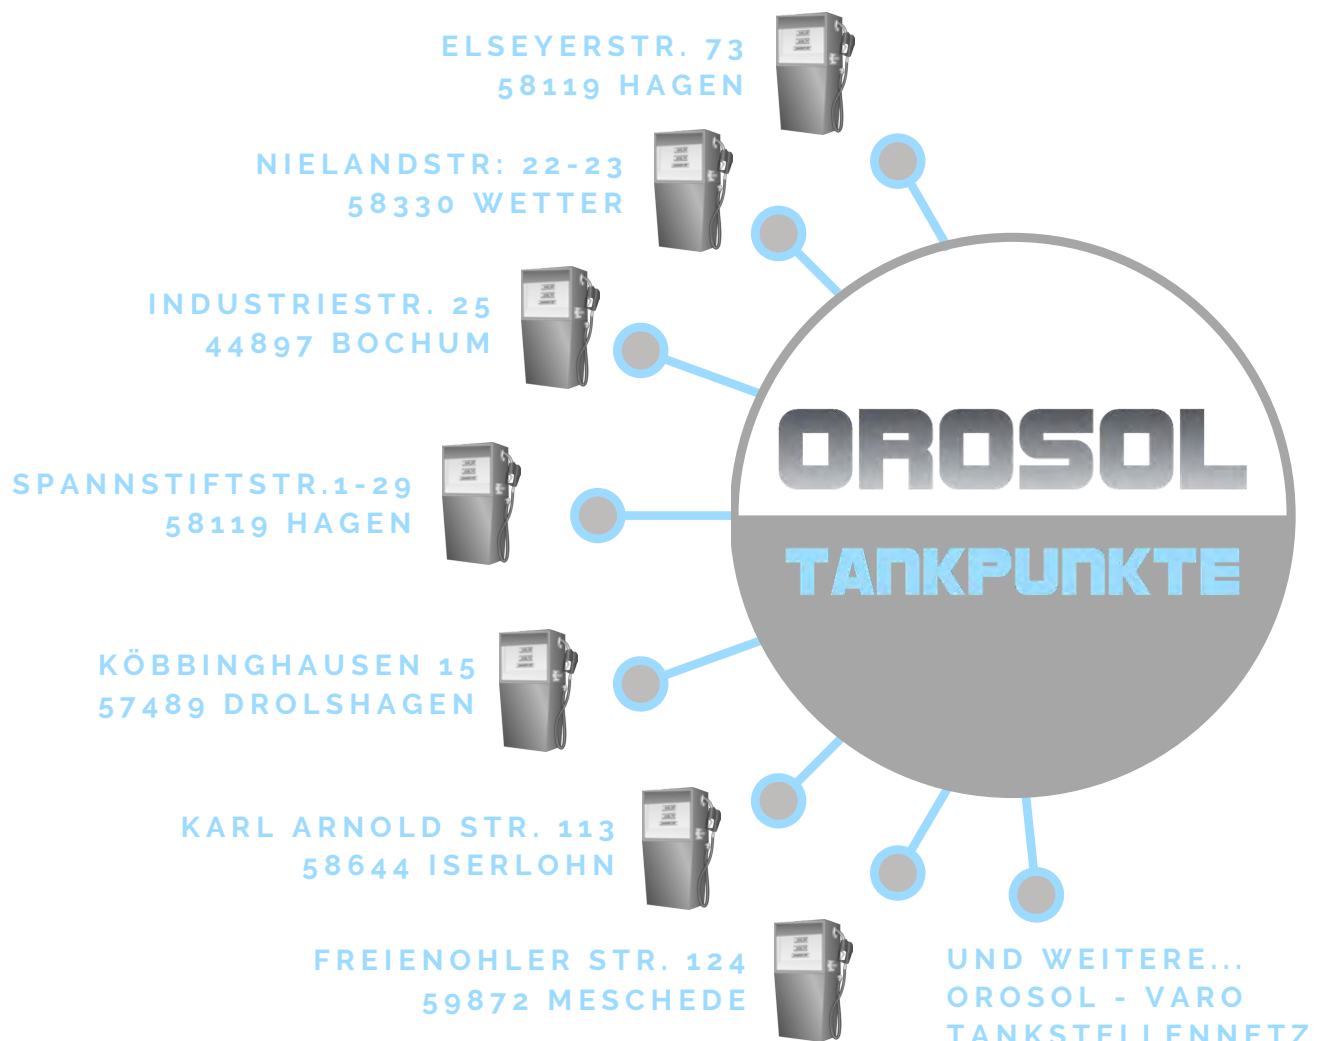 ELSEYERSTR. 73
58119 HAGEN
NIELANDSTR: 22-23
58330 WETTER
INDUSTRIESTR. 25
44897 BOCHUM
SPANNSTIFTSTR.1-29
58119 HAGEN
KÖBBINGHAUSEN 15
57489 DROLSHAGEN
KARL ARNOLD STR. 113
58644 ISERLOHN
FREIENOHLER STR. 124
59872 MESCHEDE
OROSOL
TANKPUNKTE
UND WEITERE...
OROSOL - VARO
TANKSTELLENNETZ